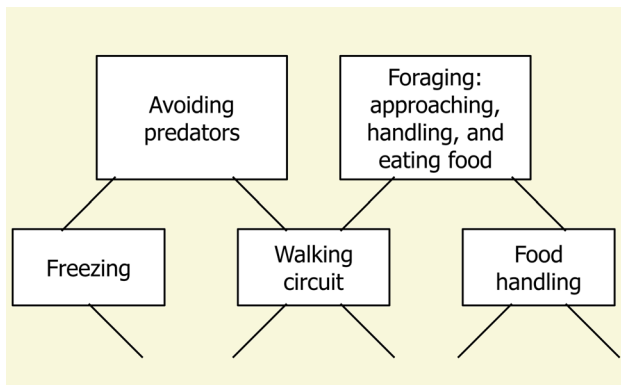 Avoiding
predators
Foraging:
approaching,
handling, and
eating food
Freezing
Walking
circuit
Food
handling